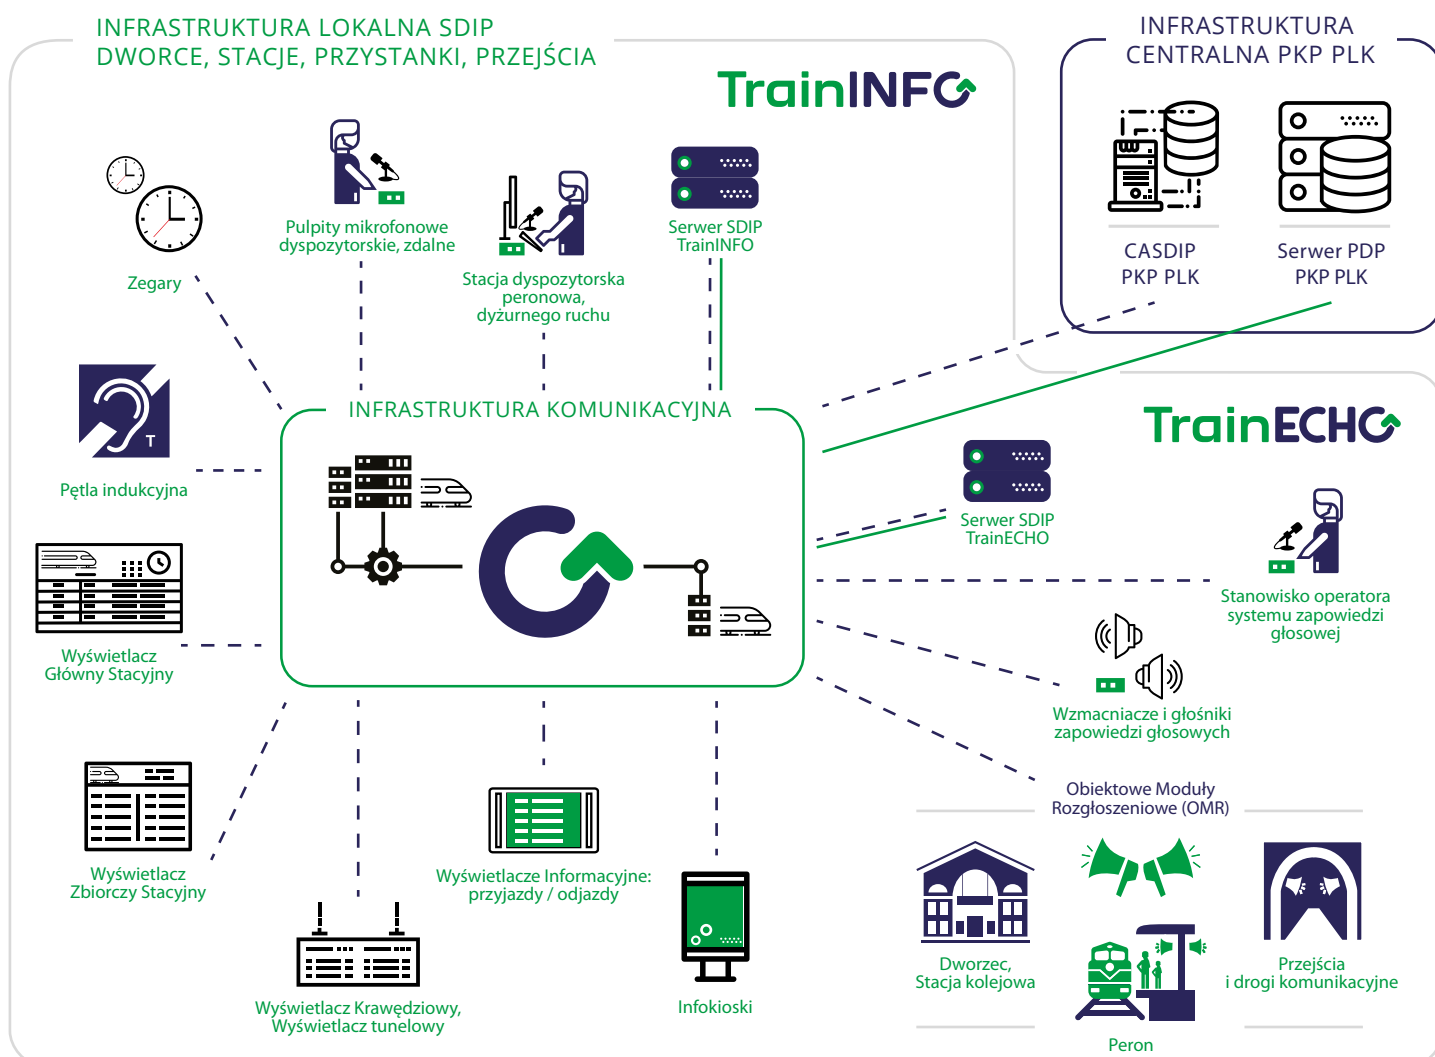 INFRASTRUKTURA LOKALNA SDIP
DWORCE, STACJE, PRZYSTANKI, PRZEJŚCIA
INFRASTRUKTURA
CENTRALNA PKP PLK
TrainINFO
CASDIP
PKP PLK
Serwer PDP
PKP PLK
Zegary
Pulpity mikrofonowe
dyspozytorskie, zdalne
Stacja dyspozytorska
peronowa,
dyżurnego ruchu
Serwer SDIP
TrainINFO
INFRASTRUKTURA KOMUNIKACYJNA
TrainECHO
T
Pętla indukcyjna
Serwer SDIP
TrainECHO
Stanowisko operatora
systemu zapowiedzi
głosowej
Wyświetlacz
Główny Stacyjny
Wzmacniacze i głośniki
zapowiedzi głosowych
Obiektowe Moduły
Rozgłoszeniowe (OMR)
Wyświetlacz
Zbiorczy Stacyjny
Wyświetlacze Informacyjne:
przyjazdy / odjazdy
Wyświetlacz Krawędziowy,
Wyświetlacz tunelowy
Infokioski
Dworzec,
Stacja kolejowa
Przejścia
i drogi komunikacyjne
Peron